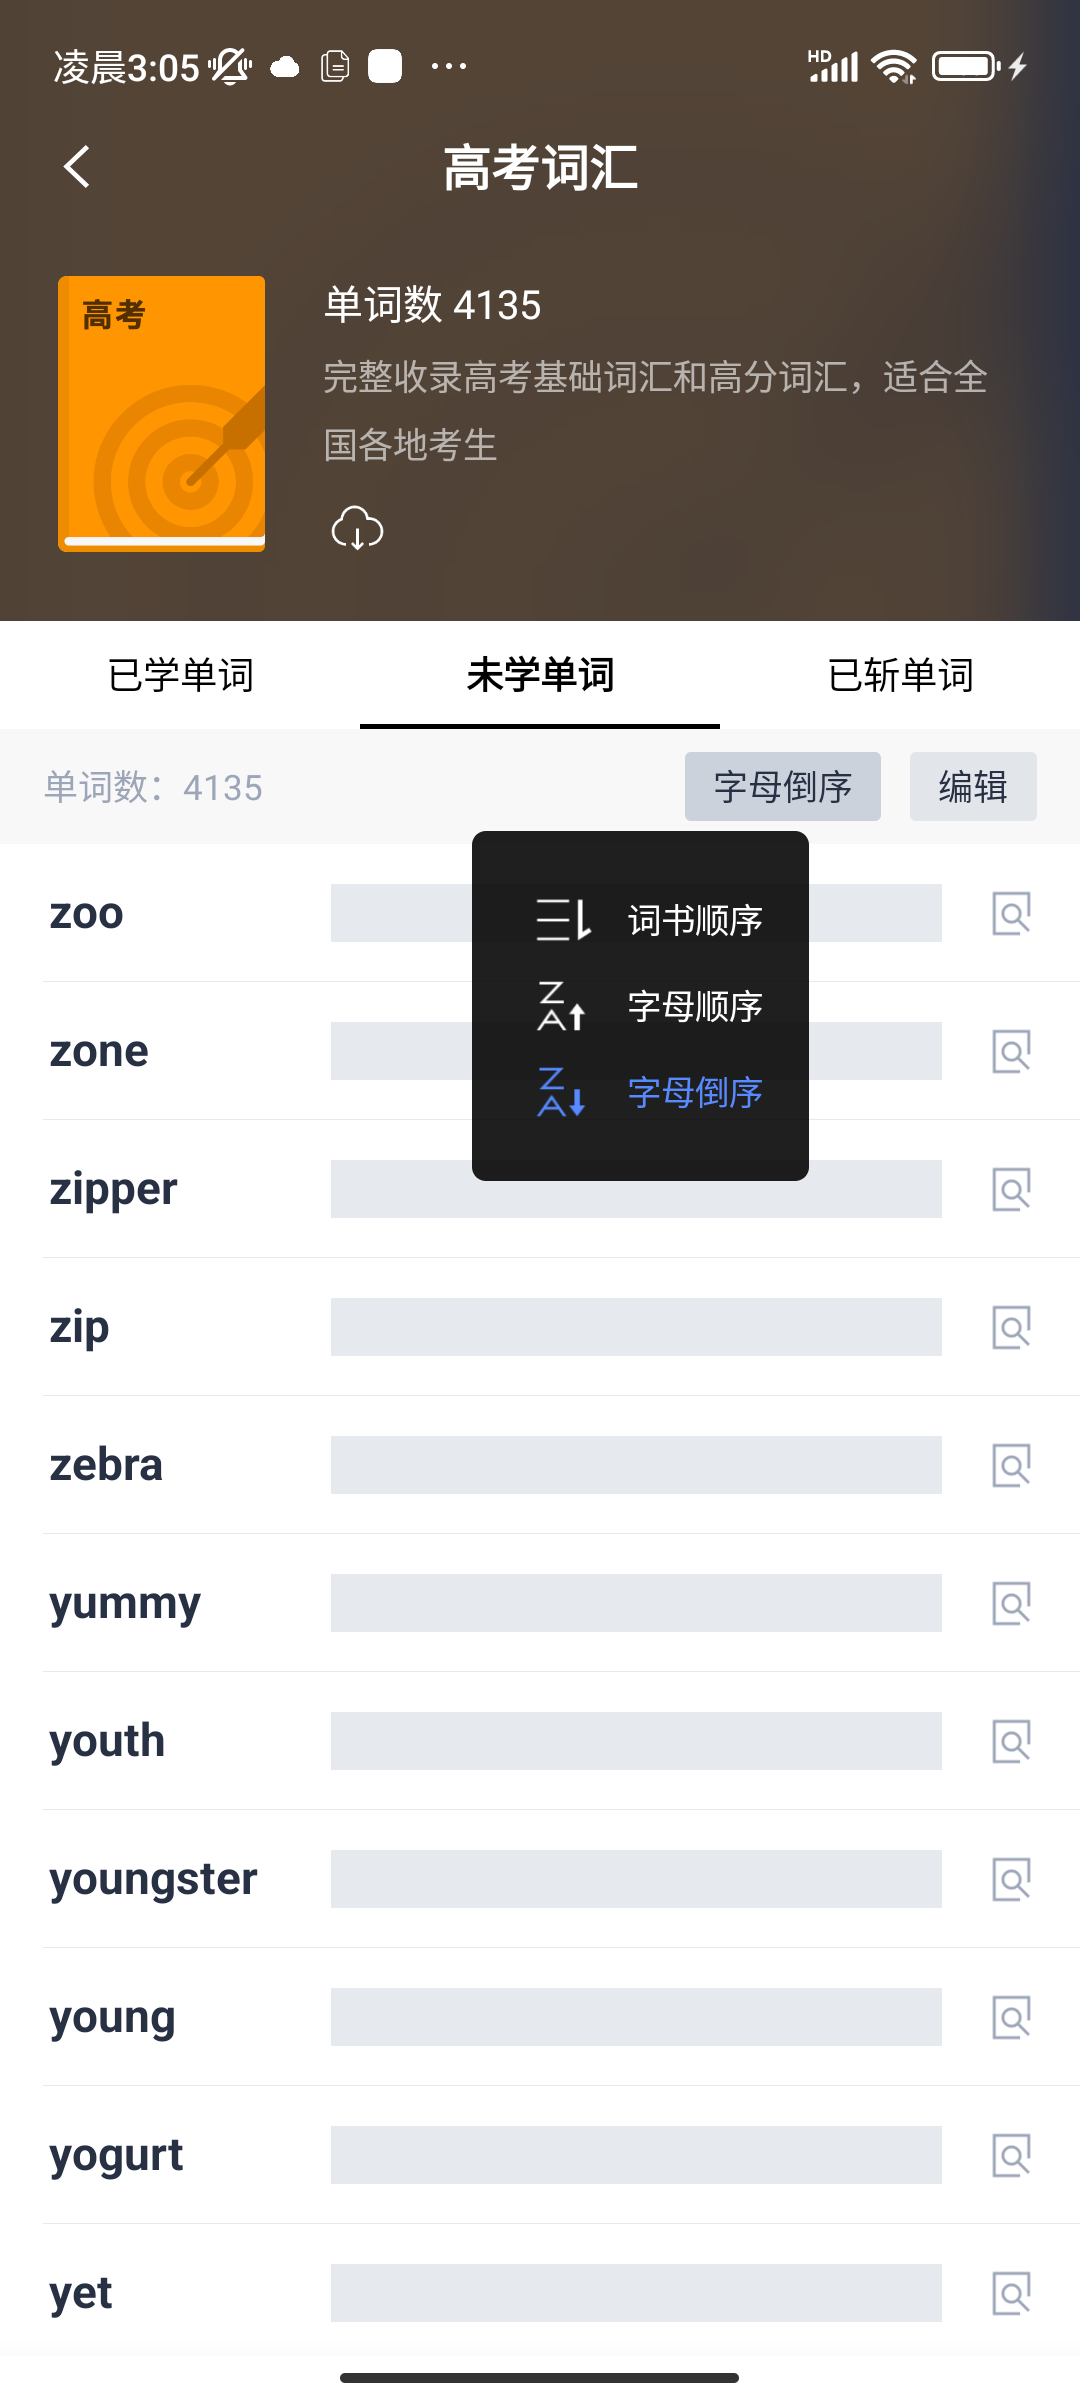 凌晨3:05
HD
高考词汇
高考
单词数 4135
完整收录高考基础词汇和高分词汇，适合全
国各地考生
已学单词
未学单词
已斩单词
单词数：4135
字母倒序
编辑
词书顺序
字母顺序
字母倒序
zoo
zone
zipper
zip
zebra
yummy
youth
youngster
young
yogurt
yet